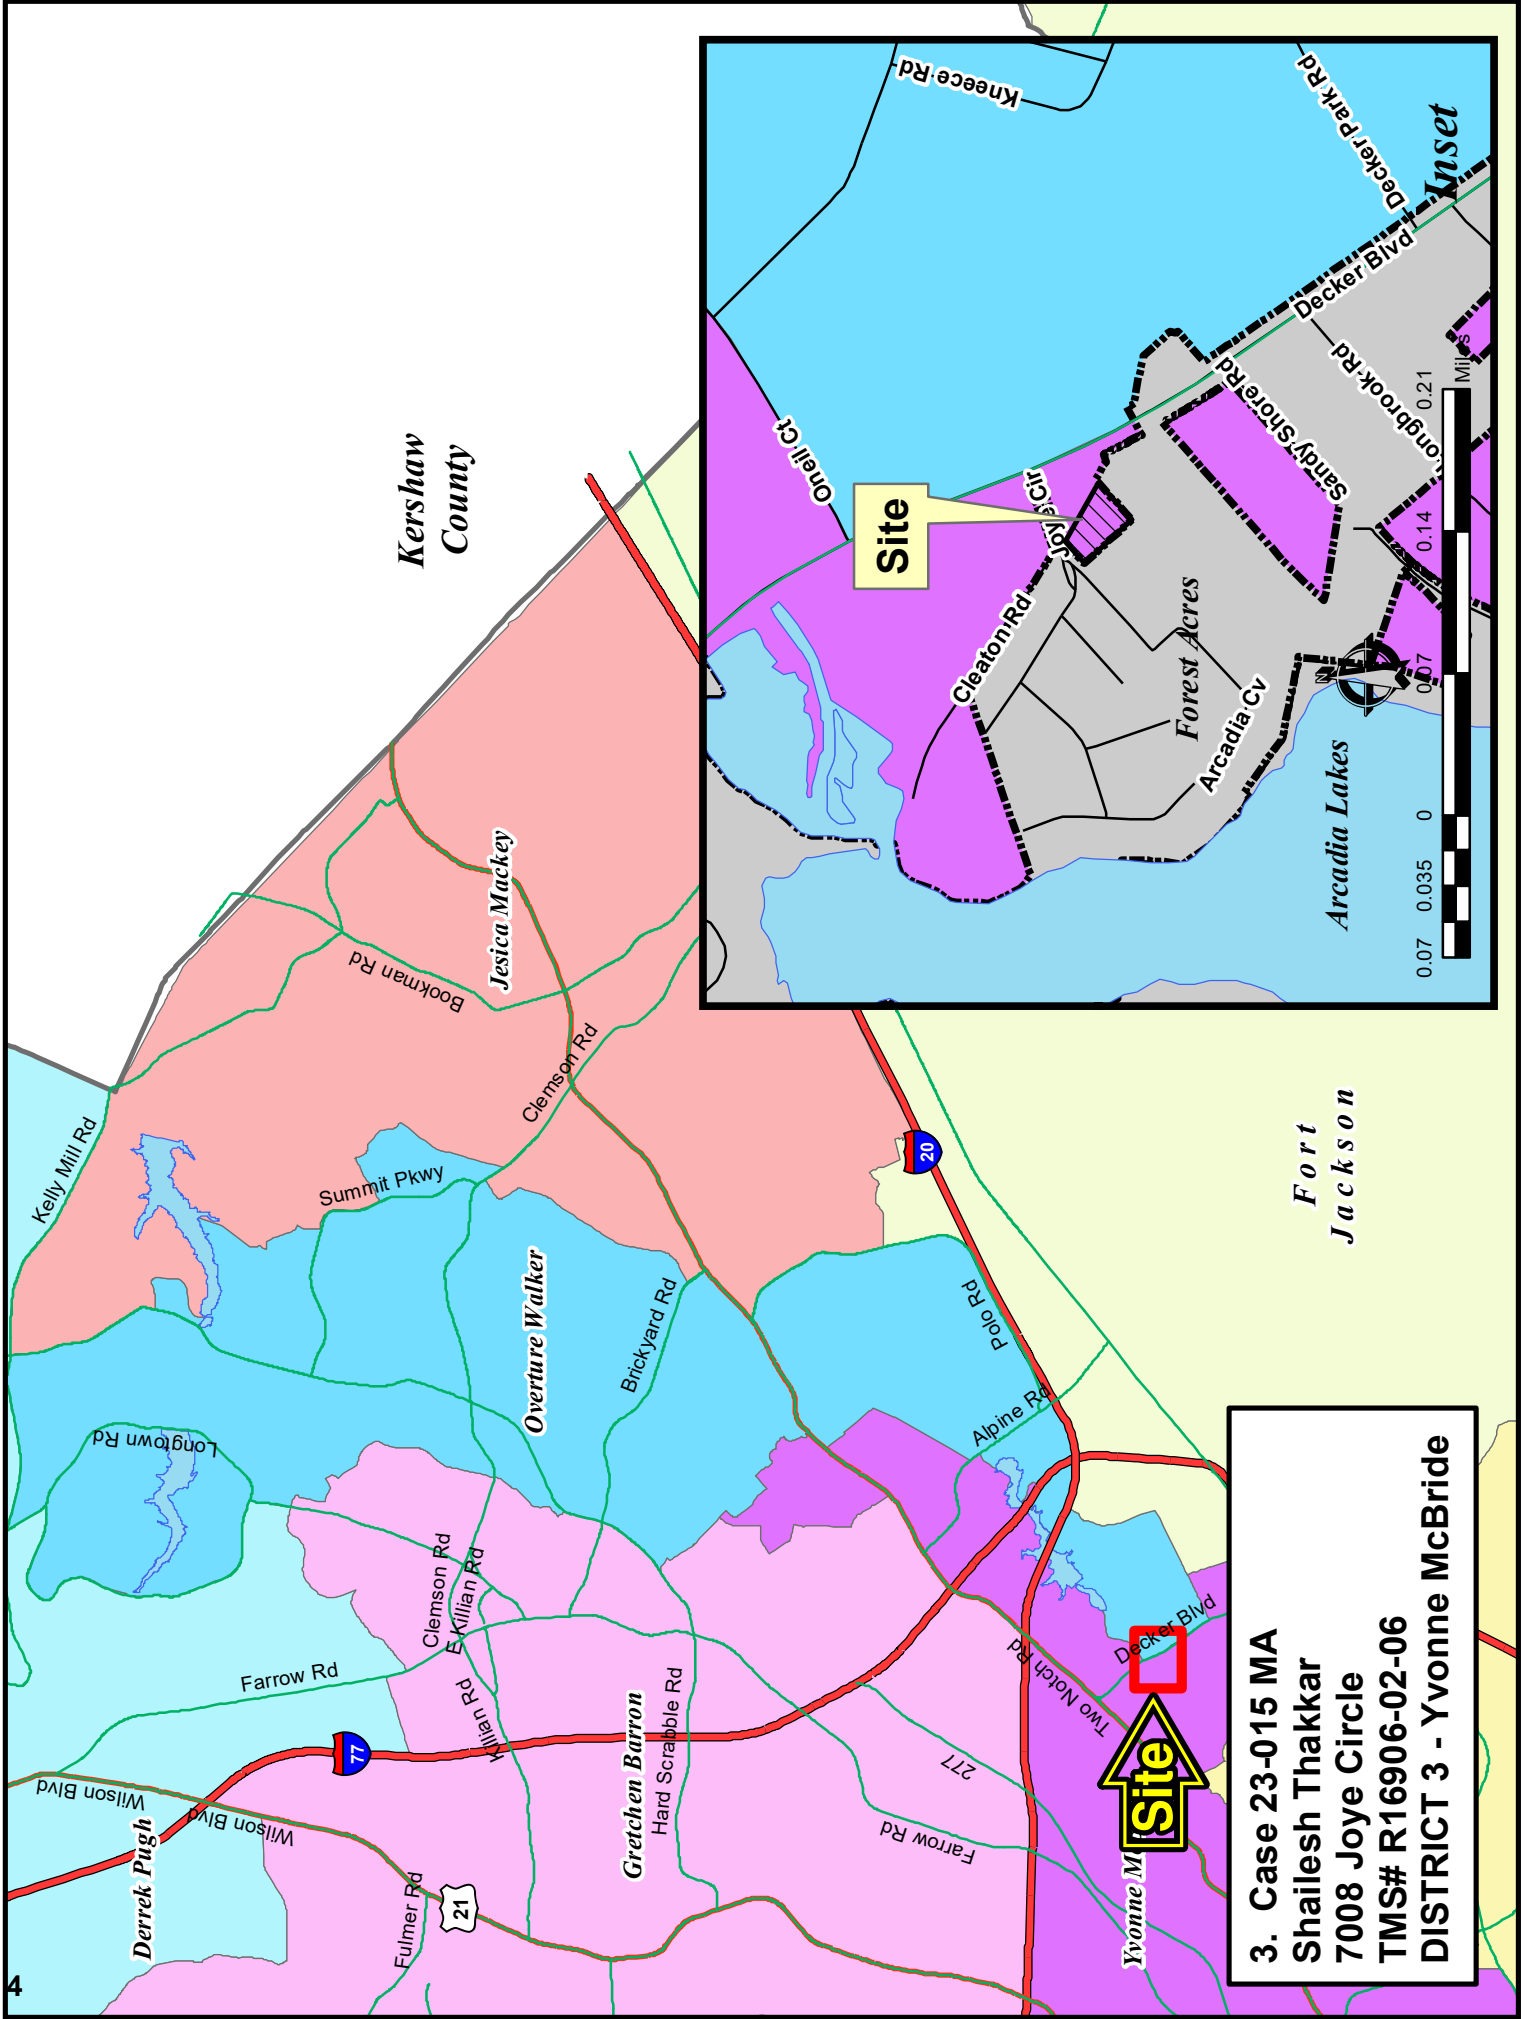 4
Kershaw
County
Kelly Mill Rd
Bookman Rd
Jesica Mackey
Clemson Rd
Summit Pkwy
Longtown Rd
Overture Walker
Brickyard Rd
Polo Rd
Alpine Rd
20
Fort
Jackson
Clemson Rd
E Killian Rd
Killian Rd
Farrow Rd
77
Wilson Blvd
Wilson Blvd
Derrek Pugh
Fulmer Rd
21
Gretchen Barron
Hard Scrabble Rd
277
Farrow Rd
Two Notch Rd
Decker Blvd
Site
Yvonne M
Kneece Rd
Decker Park Rd
Inset
Decker Blvd
Oneil Ct
Site
Joye Cir
Sandy Shore Rd
Longbrook Rd
Cleaton Rd
Forest Acres
Arcadia Cv
Arcadia Lakes
N
0.07
0.035
0
0.07
0.14
0.21
Miles
3. Case 23-015 MA
Shailesh Thakkar
7008 Joye Circle
TMS# R16906-02-06
DISTRICT 3 - Yvonne McBride